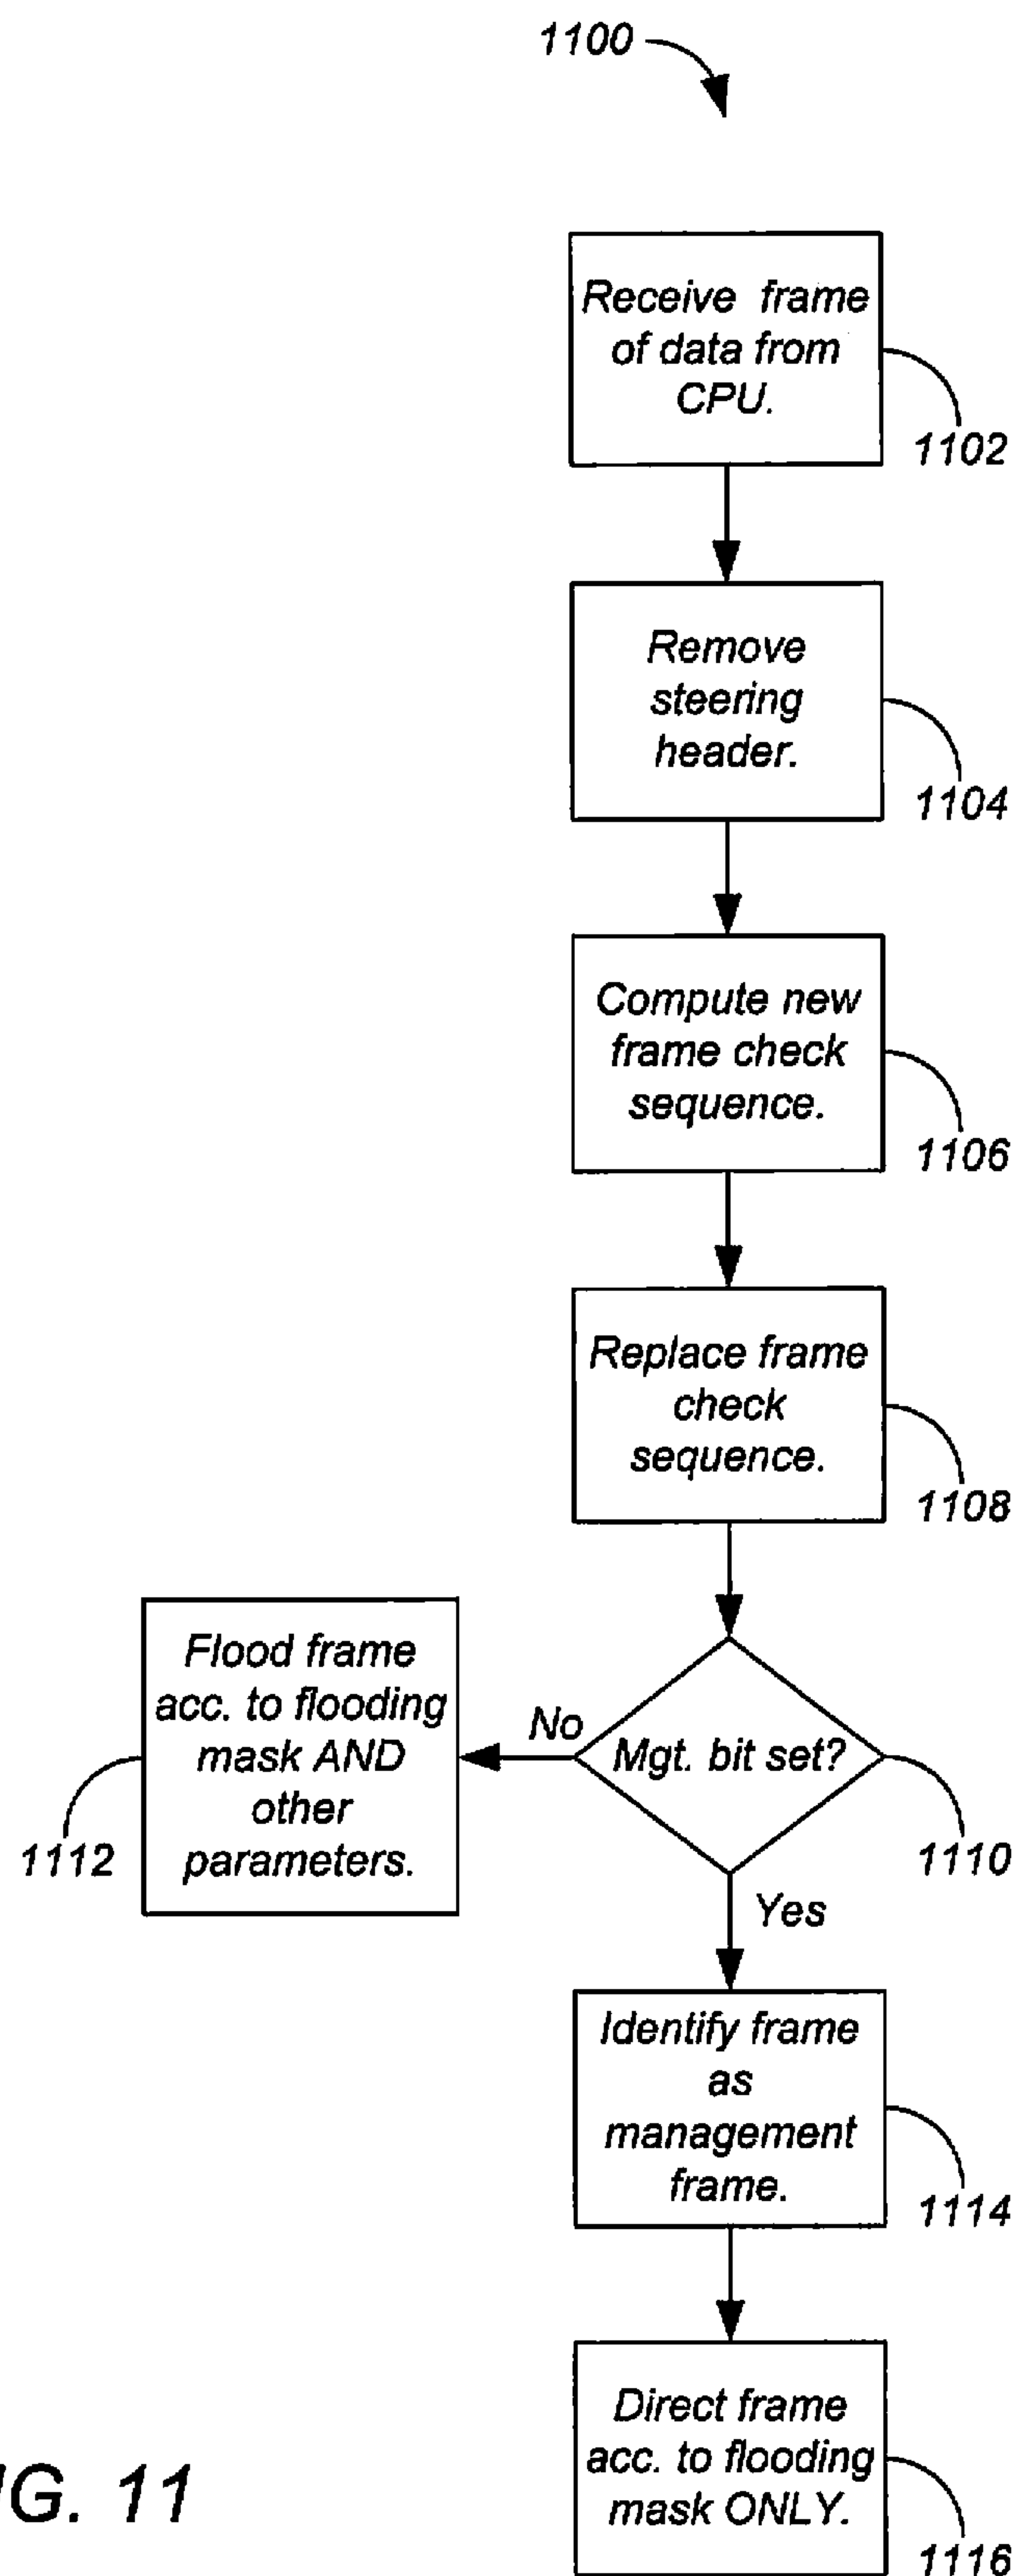 1100
Receive frame
of data from
CPU.
1102
Remove
steering
header.
1104
Compute new
frame check
sequence.
1106
Replace frame
check
sequence.
1108
Mgt. bit set?
1110
No
Flood frame
acc. to flooding
mask AND
other
parameters.
1112
Yes
Identify frame
as
management
frame.
1114
Direct frame
acc. to flooding
mask ONLY.
1116
G. 11